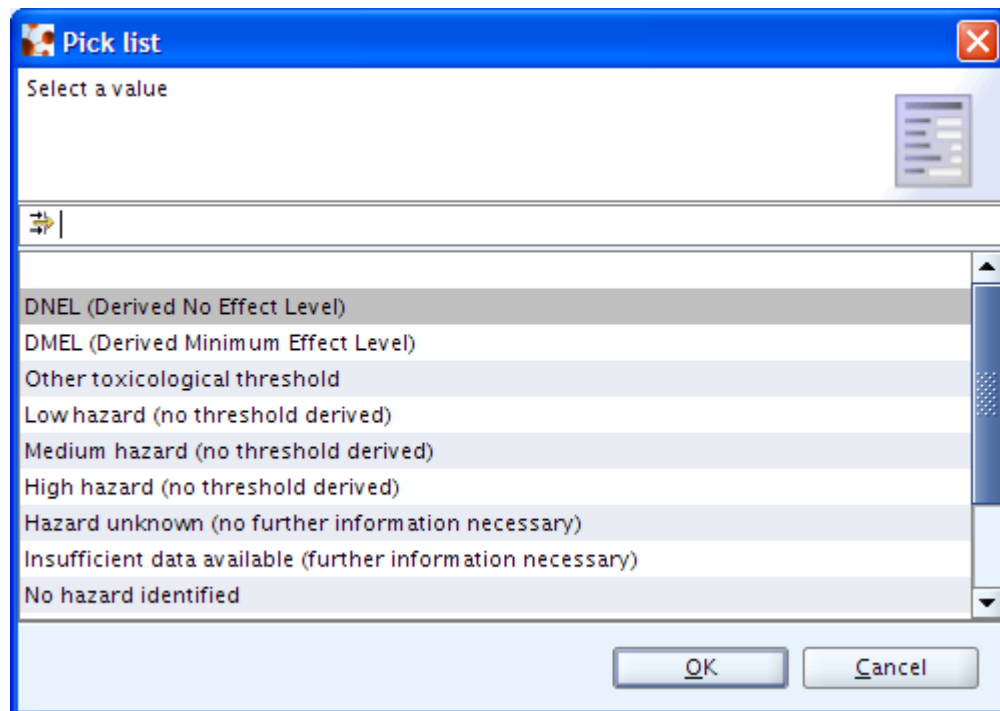 Pick list
Select a value
DNEL (Derived No Effect Level)
DMEL (Derived Minimum Effect Level)
Other toxicological threshold
Low hazard (no threshold derived)
Medium hazard (no threshold derived)
High hazard (no threshold derived)
Hazard unknown (no further information necessary)
Insufficient data available (further information necessary)
No hazard identified
OK
Cancel